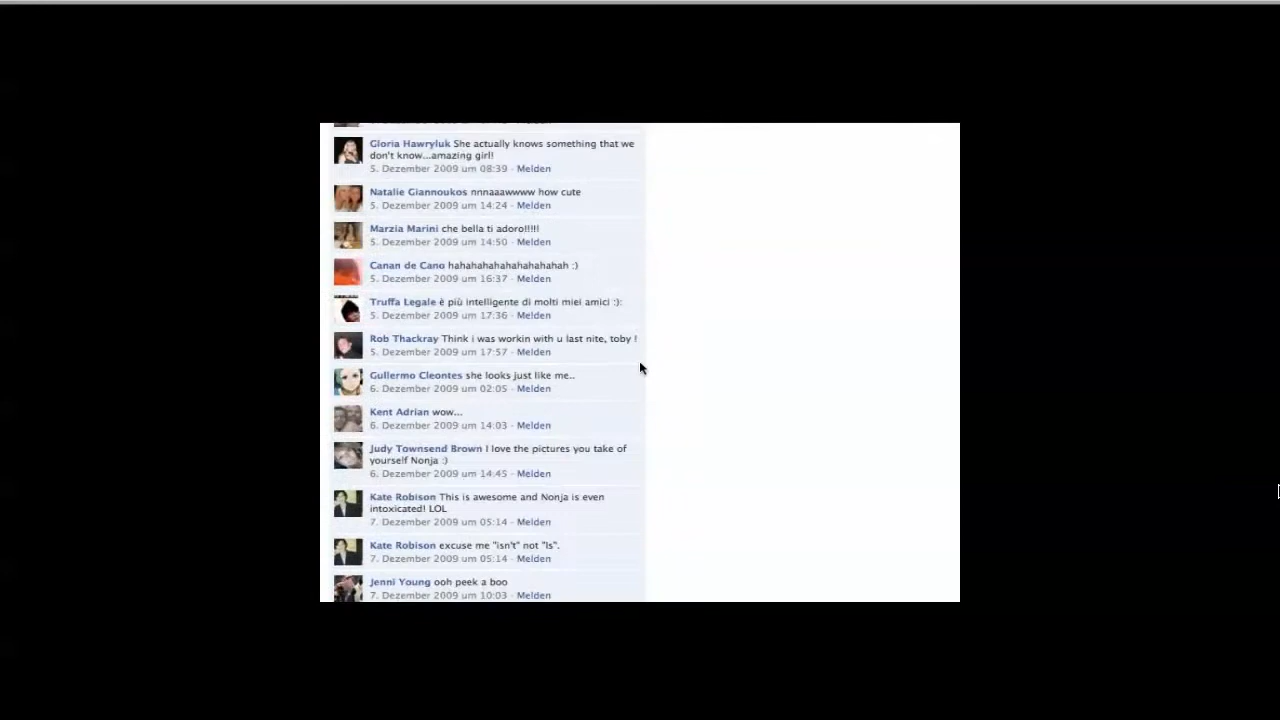 Gloria Hawryluk She actually knows something that we
don't know...amazing girl!
5. Dezember 2009 um 08:39 · Melden
Natalie Giannoukos nnnaaawwww how cute
5. Dezember 2009 um 14:24 · Melden
Marzia Marini che bella ti adoro!!!!!
5. Dezember 2009 um 14:50 · Melden
Canan de Cano hahahahahahahahahah :)
5. Dezember 2009 um 16:37 · Melden
Truffa Legale è più intelligente di molti miei amici :):
5. Dezember 2009 um 17:36 · Melden
Rob Thackray Think i was workin with u last nite, toby !
5. Dezember 2009 um 17:57 · Melden
Gullermo Cleontes she looks just like me..
6. Dezember 2009 um 02:05 · Melden
Kent Adrian wow...
6. Dezember 2009 um 14:03 · Melden
Judy Townsend Brown I love the pictures you take of
yourself Nonja :)
6. Dezember 2009 um 14:45 · Melden
Kate Robison This is awesome and Nonja is even
intoxicated! LOL
7. Dezember 2009 um 05:14 · Melden
Kate Robison excuse me "isn't" not "Is".
7. Dezember 2009 um 05:14 · Melden
Jenni Young ooh peek a boo
7. Dezember 2009 um 10:03 · Melden